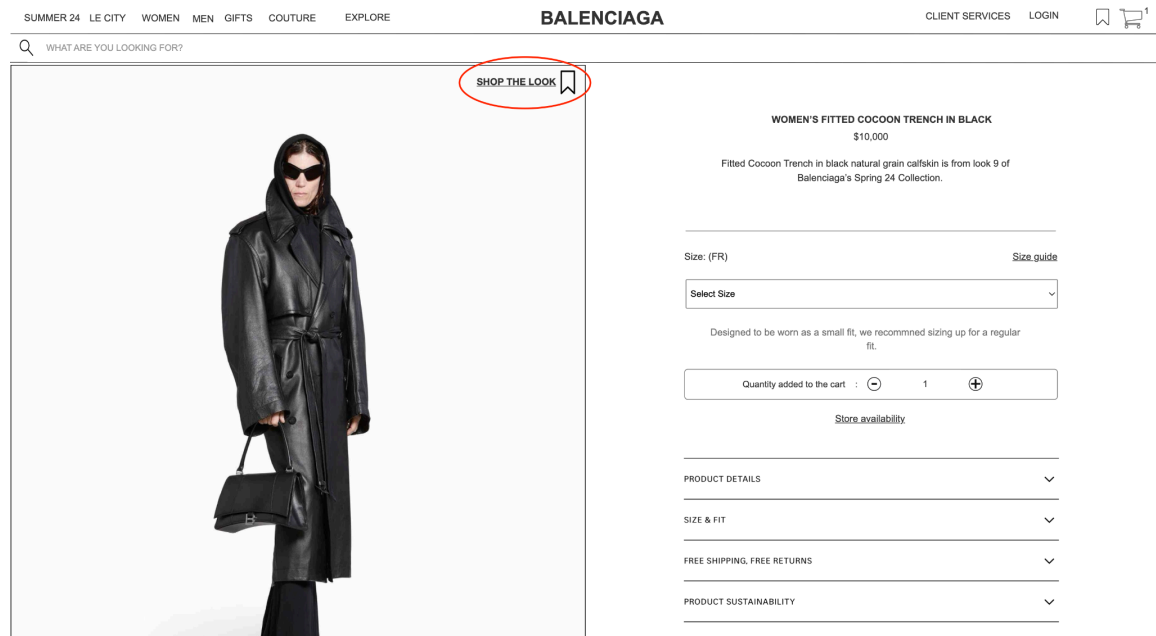 SUMMER 24 LE CITY WOMEN MEN GIFTS COUTURE EXPLORE BALENCIAGA CLIENT SERVICES LOGIN 1
WHAT ARE YOU LOOKING FOR?
SHOP THE LOOK
WOMEN'S FITTED COCOON TRENCH IN BLACK
$10,000
Fitted Cocoon Trench in black natural grain calfskin is from look 9 of
Balenciaga's Spring 24 Collection.
Size: (FR) Size guide
Select Size
Designed to be worn as a small fit, we recommned sizing up for a regular
fit.
Quantity added to the cart : 1
Store availability
PRODUCT DETAILS
SIZE & FIT
FREE SHIPPING, FREE RETURNS
PRODUCT SUSTAINABILITY